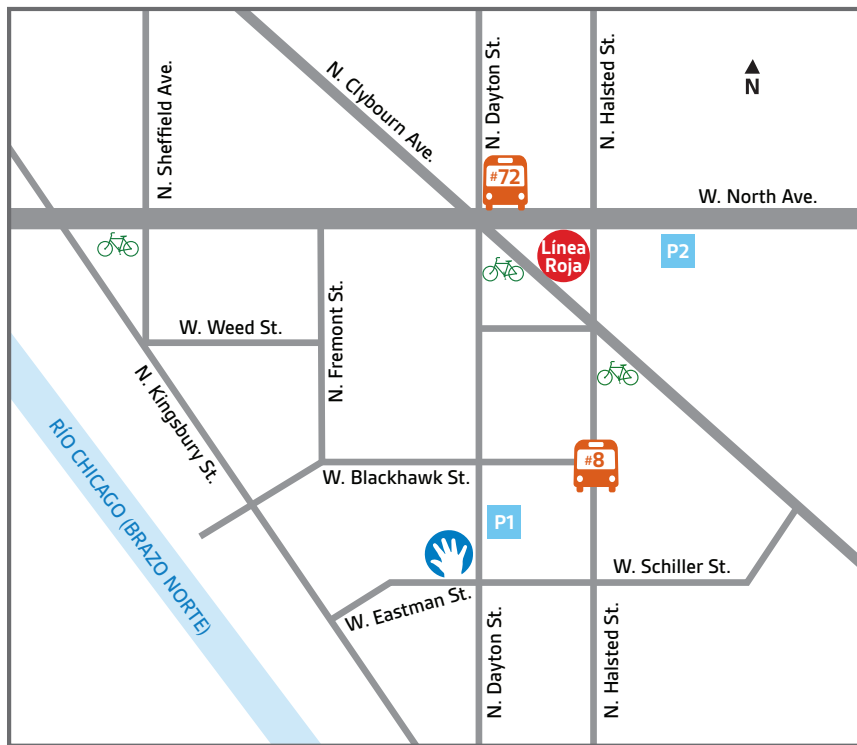 N. Sheffield Ave.
N. Clybourn Ave.
N. Dayton St.
N. Halsted St.
N
#72
W. North Ave.
Línea
Roja
P2
W. Weed St.
N. Fremont St.
N. Kingsbury St.
RÍO CHICAGO (BRAZO NORTE)
W. Blackhawk St.
#8
P1
W. Schiller St.
W. Eastman St.
N. Dayton St.
N. Halsted St.